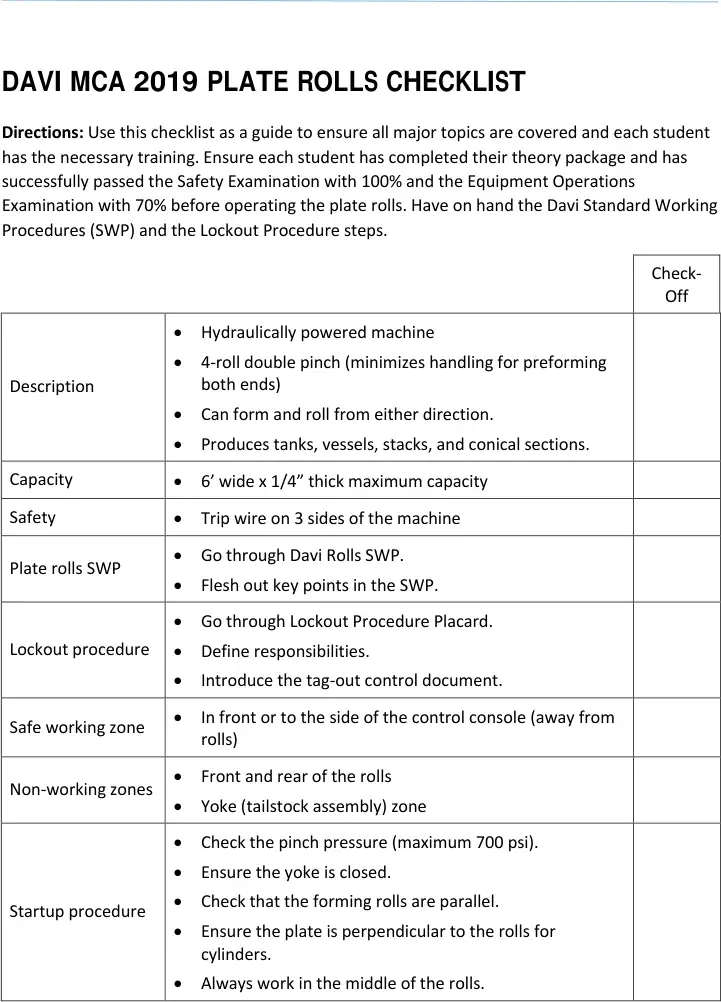 DAVI MCA 2019 PLATE ROLLS CHECKLIST
Directions: Use this checklist as a guide to ensure all major topics are covered and each student
has the necessary training. Ensure each student has completed their theory package and has
successfully passed the Safety Examination with 100% and the Equipment Operations
Examination with 70% before operating the plate rolls. Have on hand the Davi Standard Working
Procedures (SWP) and the Lockout Procedure steps.
Check-
Off
Description
• Hydraulically powered machine
• 4-roll double pinch (minimizes handling for preforming
both ends)
• Can form and roll from either direction.
• Produces tanks, vessels, stacks, and conical sections.
Capacity
• 6’ wide x 1/4” thick maximum capacity
Safety
• Trip wire on 3 sides of the machine
Plate rolls SWP
• Go through Davi Rolls SWP.
• Flesh out key points in the SWP.
Lockout procedure
• Go through Lockout Procedure Placard.
• Define responsibilities.
• Introduce the tag-out control document.
Safe working zone
• In front or to the side of the control console (away from
rolls)
Non-working zones
• Front and rear of the rolls
• Yoke (tailstock assembly) zone
Startup procedure
• Check the pinch pressure (maximum 700 psi).
• Ensure the yoke is closed.
• Check that the forming rolls are parallel.
• Ensure the plate is perpendicular to the rolls for
cylinders.
• Always work in the middle of the rolls.